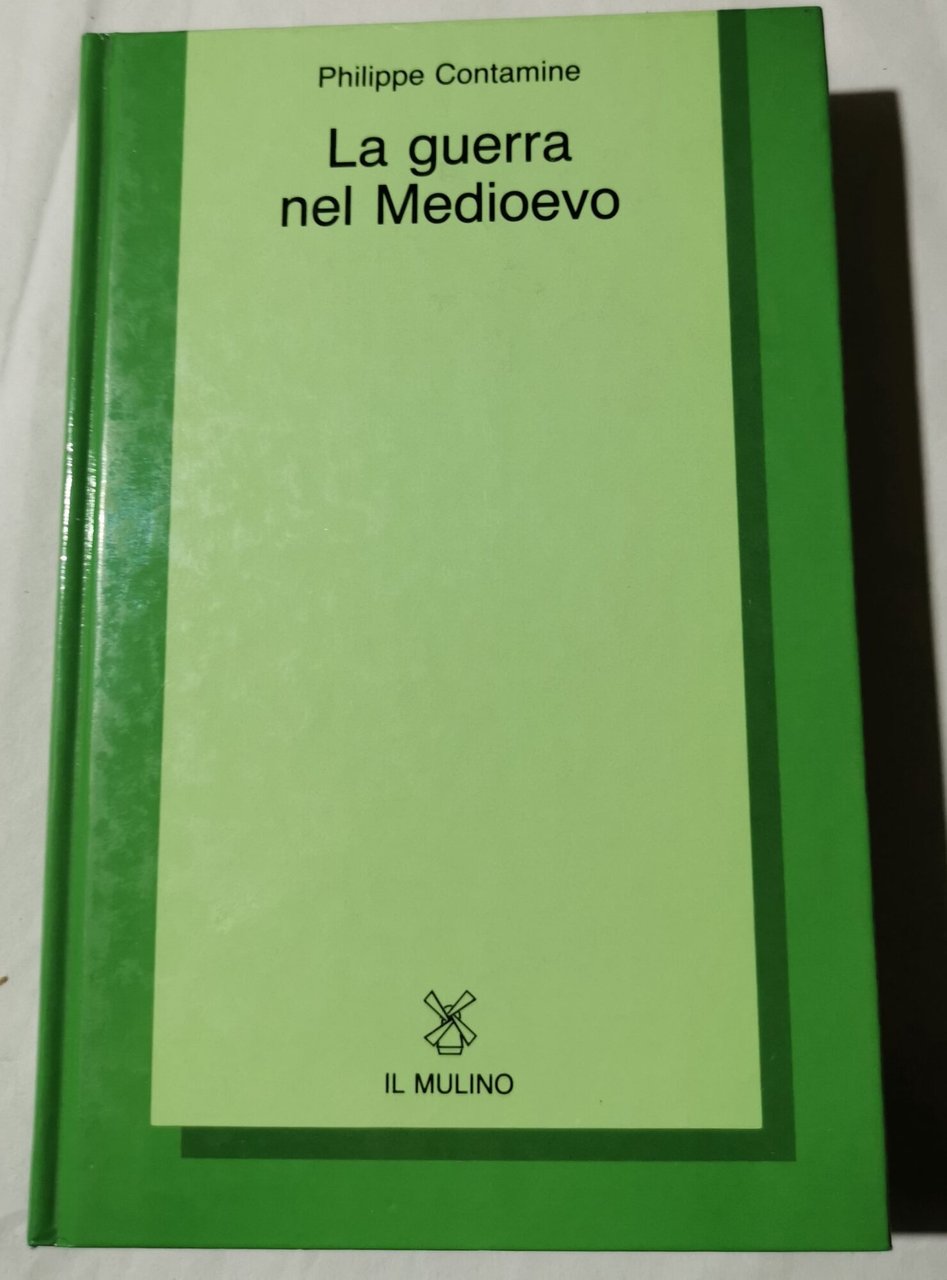 Philippe Contamine
La guerra
nel Medioevo
IL MULINO